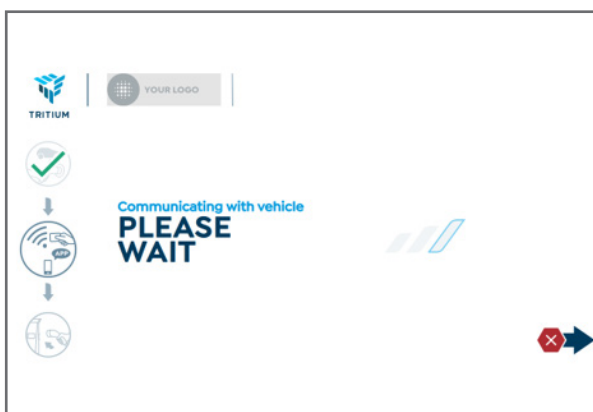 TRITIUM
YOUR LOGO
Communicating with vehicle
PLEASE
WAIT
APP